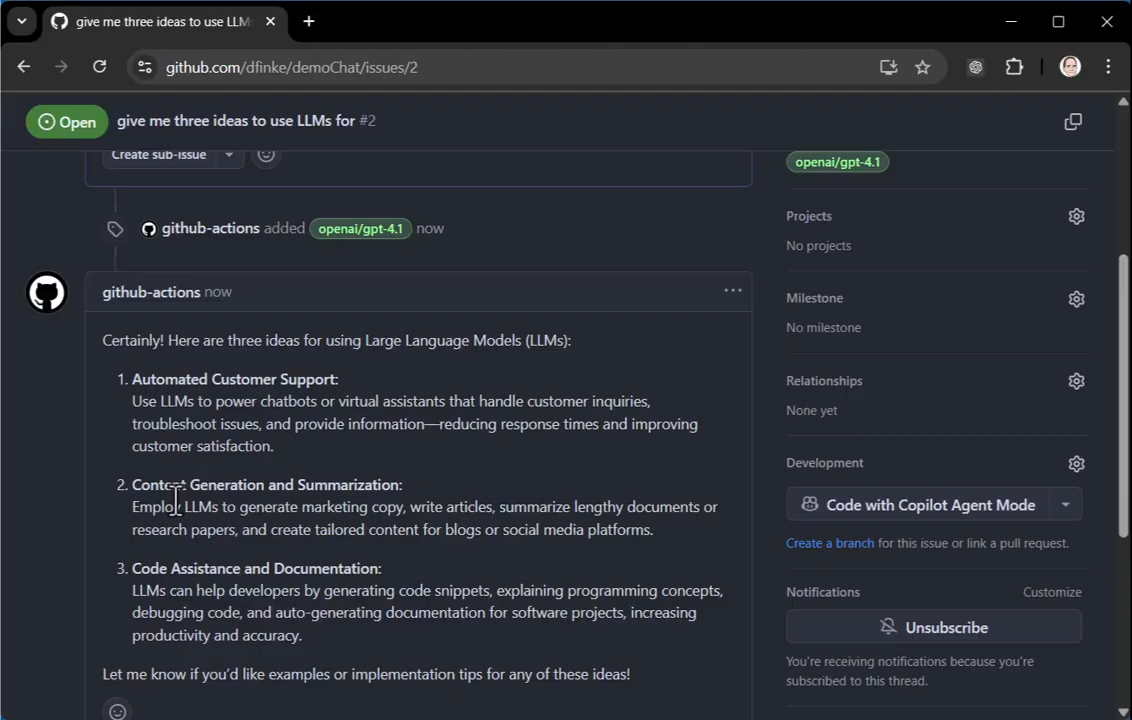 give me three ideas to use LLM
github.com/dfinke/demoChat/issues/2
Open
give me three ideas to use LLMs for #2
Create sub-issue
github-actions added openai/gpt-4.1 now
github-actions now
Certainly! Here are three ideas for using Large Language Models (LLMs):
1. Automated Customer Support:
Use LLMs to power chatbots or virtual assistants that handle customer inquiries,
troubleshoot issues, and provide information—reducing response times and improving
customer satisfaction.
2. Content Generation and Summarization:
Employ LLMs to generate marketing copy, write articles, summarize lengthy documents or
research papers, and create tailored content for blogs or social media platforms.
3. Code Assistance and Documentation:
LLMs can help developers by generating code snippets, explaining programming concepts,
debugging code, and auto-generating documentation for software projects, increasing
productivity and accuracy.
Let me know if you'd like examples or implementation tips for any of these ideas!
openai/gpt-4.1
Projects
No projects
Milestone
No milestone
Relationships
None yet
Development
Code with Copilot Agent Mode
Create a branch for this issue or link a pull request.
Notifications
Customize
Unsubscribe
You're receiving notifications because you're
subscribed to this thread.